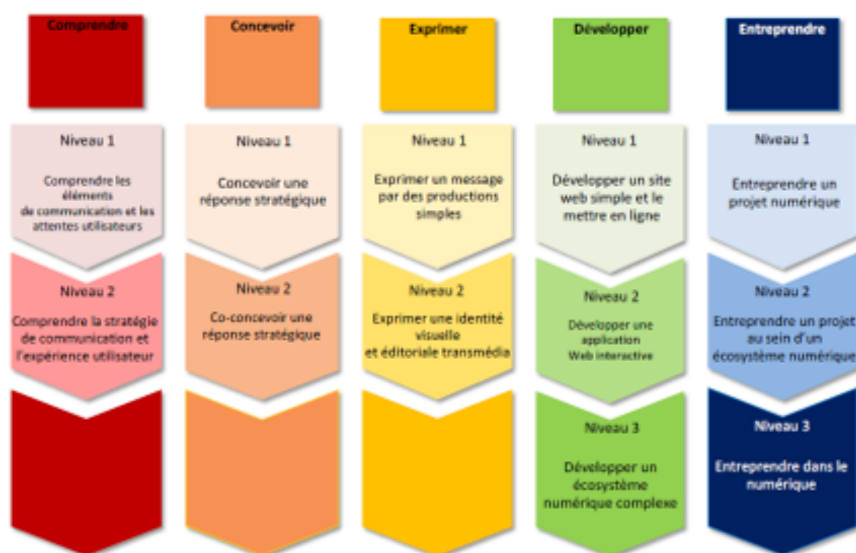 Comprendre
Concevoir
Exprimer
Développer
Entreprendre
Niveau 1
Comprendre les
éléments
de communication et les
attentes utilisateurs
Niveau 1
Concevoir une
réponse stratégique
Niveau 1
Exprimer un message
par des productions
simples
Niveau 1
Développer un site
web simple et le
mettre en ligne
Niveau 1
Entreprendre un
projet numérique
Niveau 2
Comprendre la stratégie
de communication et
l'expérience utilisateur
Niveau 2
Co-concevoir une
réponse stratégique
Niveau 2
Exprimer une identité
visuelle
et éditoriale transmédia
Niveau 2
Développer une
application
Web interactive
Niveau 2
Entreprendre un projet
au sein d'un
écosystème numérique
Niveau 3
Développer un
écosystème
numérique complexe
Niveau 3
Entreprendre dans le
numérique